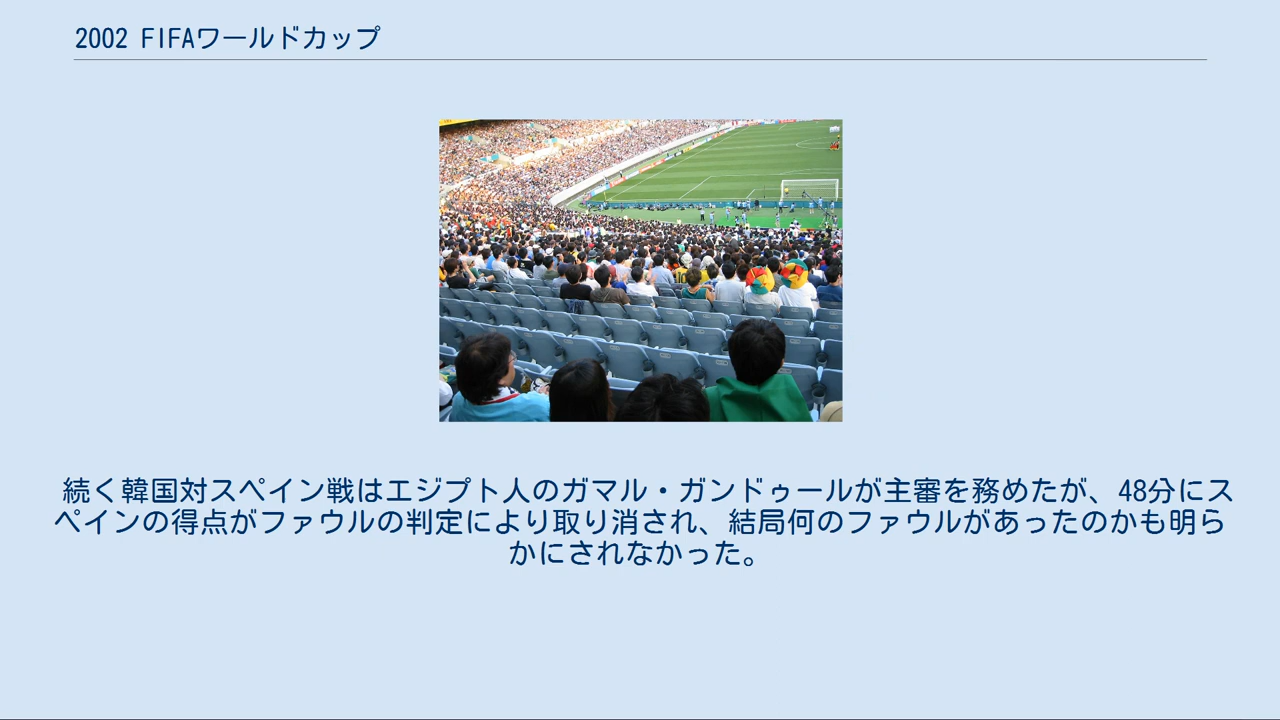 2002 FIFAワールドカップ
続く韓国対スペイン戦はエジプト人のガマル・ガンドゥールが主審を務めたが、48分にス
ペインの得点がファウルの判定により取り消され、結局何のファウルがあったのかも明ら
かにされなかった。